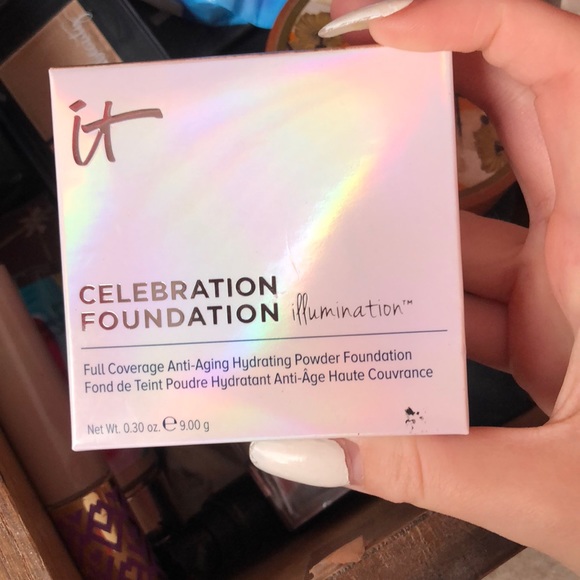 it
CELEBRATION
FOUNDATION illumination™
Full Coverage Anti-Aging Hydrating Powder Foundation
Fond de Teint Poudre Hydratant Anti-Âge Haute Couvrance
Net Wt. 0.30 oz. ℮ 9.00 g